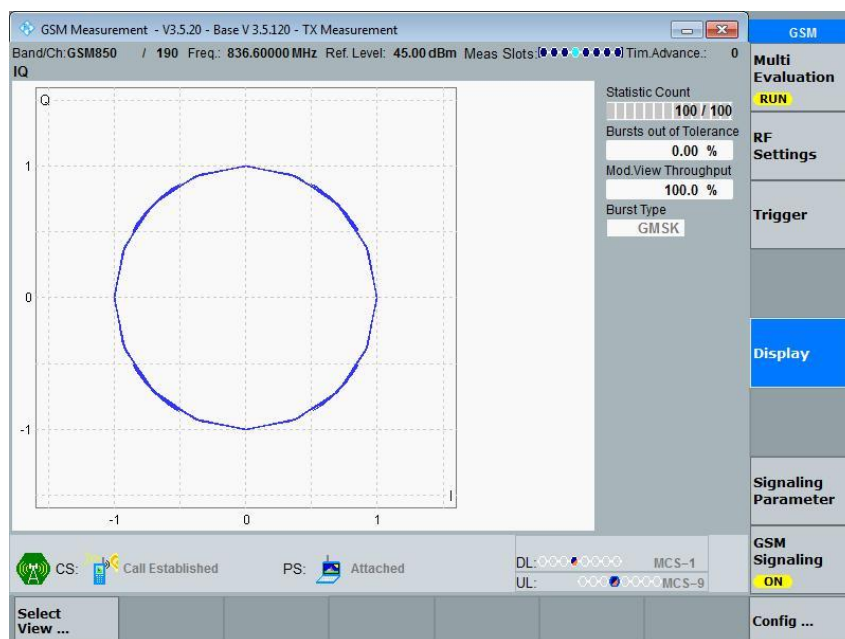 GSM Measurement - V3.5.20 - Base V 3.5.120 - TX Measurement
Band/Ch:GSM850 / 190 Freq.: 836.60000 MHz Ref. Level: 45.00 dBm Meas Slots: Tim.Advance.: 0
IQ
Q
1
0
-1
I
-1 0 1
Statistic Count
100 / 100
Bursts out of Tolerance
0.00 %
Mod.View Throughput
100.0 %
Burst Type
GMSK
CS: Call Established PS: Attached
DL: MCS-1
UL: MCS-9
Select
View ...
GSM
Multi
Evaluation
RUN
RF
Settings
Trigger
Display
Signaling
Parameter
GSM
Signaling
ON
Config ...